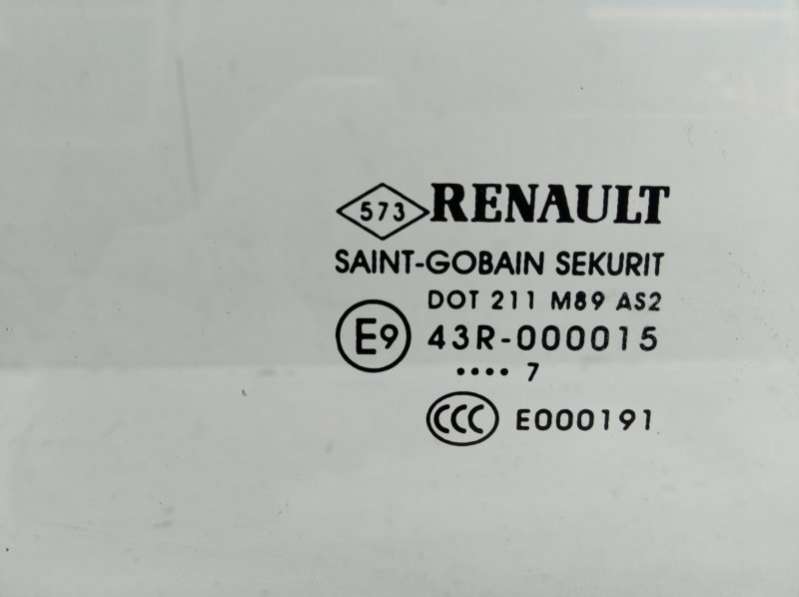 573 RENAULT
SAINT-GOBAIN SEKURIT
DOT 211 M89 AS2
E9 43R-000015
.... 7
CCC E000191